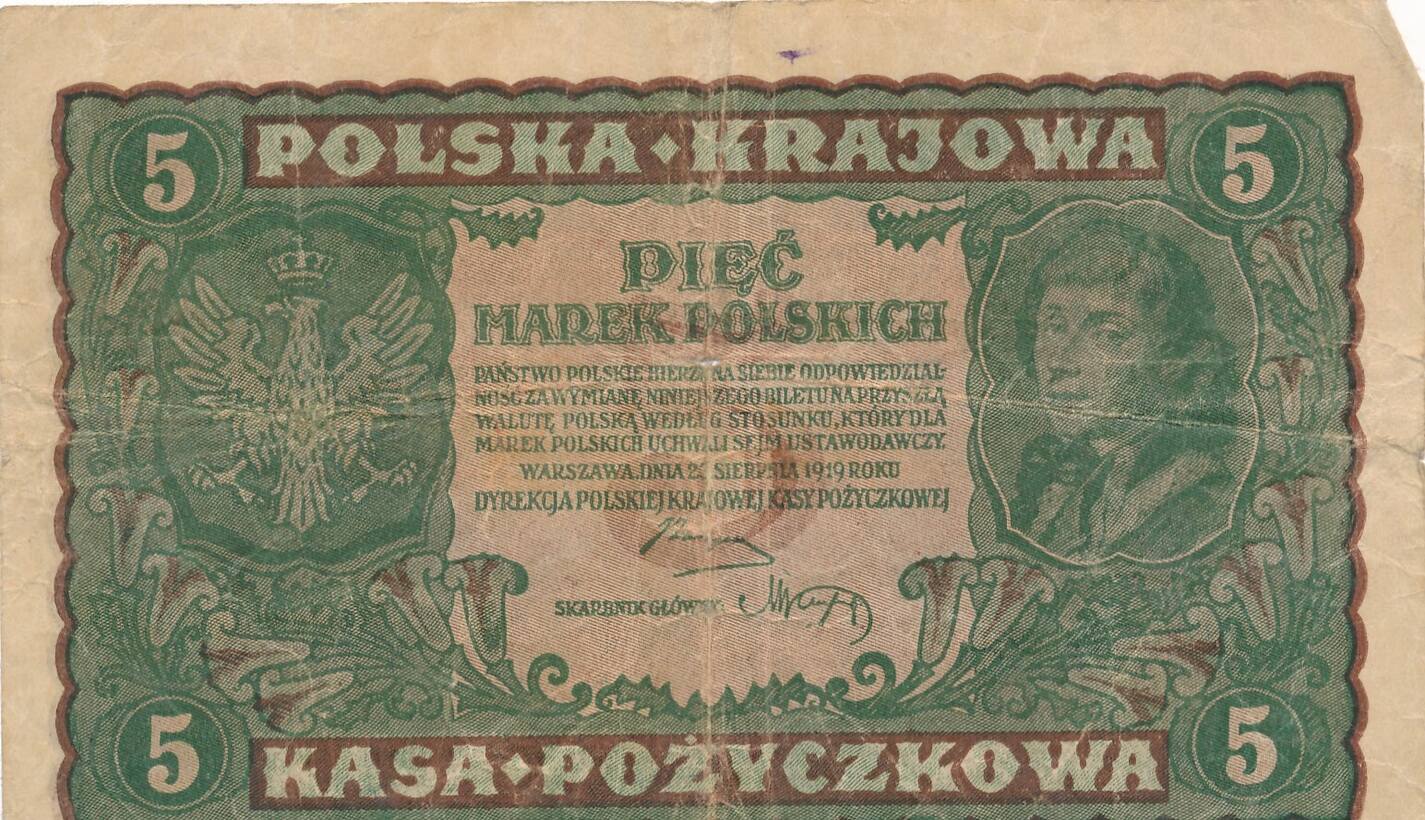 5 POLSKA • KRAJOWA 5
PIĘĆ
MAREK POLSKICH
PAŃSTWO POLSKIE BIERZE NA SIEBIE ODPOWIEDZIAL-
NOŚĆ ZA WYMIANĘ NINIEJSZEGO BILETU NA PRZYSZŁĄ
WALUTĘ POLSKĄ WEDŁUG STOSUNKU, KTÓRY DLA
MAREK POLSKICH UCHWALI SEJM USTAWODAWCZY.
WARSZAWA, DNIA 23 SIERPNIA 1919 ROKU
DYREKCJA POLSKIEJ KRAJOWEJ KASY POŻYCZKOWEJ
SKARBNIK GŁÓWNY:
5 KASA • POŻYCZKOWA 5